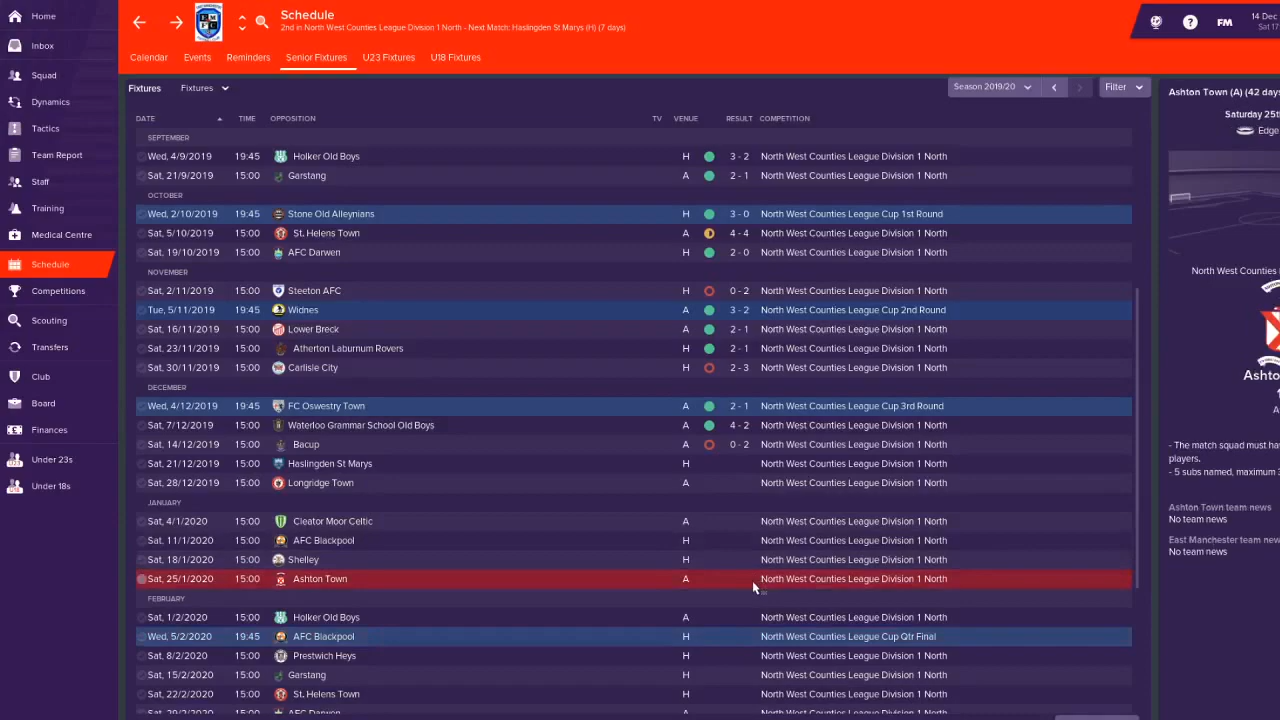 Home
Inbox
Squad
Dynamics
Tactics
Team Report
Staff
Training
Medical Centre
Schedule
Competitions
Scouting
Transfers
Club
Board
Finances
Under 23s
Under 18s
Schedule
2nd in North West Counties League Division 1 North - Next Match: Haslingden St Marys (H) (7 days)
FM
14 Dec
Sat 17
Calendar Events Reminders Senior Fixtures U23 Fixtures U18 Fixtures
Fixtures Fixtures Season 2019/20 Filter
DATE TIME OPPOSITION TV VENUE RESULT COMPETITION
SEPTEMBER
Wed, 4/9/2019 19:45 Holker Old Boys H 3 - 2 North West Counties League Division 1 North
Sat, 21/9/2019 15:00 Garstang A 2 - 1 North West Counties League Division 1 North
OCTOBER
Wed, 2/10/2019 19:45 Stone Old Alleynians H 3 - 0 North West Counties League Cup 1st Round
Sat, 5/10/2019 15:00 St. Helens Town A 4 - 4 North West Counties League Division 1 North
Sat, 19/10/2019 15:00 AFC Darwen H 2 - 0 North West Counties League Division 1 North
NOVEMBER
Sat, 2/11/2019 15:00 Steeton AFC H 0 - 2 North West Counties League Division 1 North
Tue, 5/11/2019 19:45 Widnes A 3 - 2 North West Counties League Cup 2nd Round
Sat, 16/11/2019 15:00 Lower Breck A 2 - 1 North West Counties League Division 1 North
Sat, 23/11/2019 15:00 Atherton Laburnum Rovers H 2 - 1 North West Counties League Division 1 North
Sat, 30/11/2019 15:00 Carlisle City H 2 - 3 North West Counties League Division 1 North
DECEMBER
Wed, 4/12/2019 19:45 FC Oswestry Town A 2 - 1 North West Counties League Cup 3rd Round
Sat, 7/12/2019 15:00 Waterloo Grammar School Old Boys A 4 - 2 North West Counties League Division 1 North
Sat, 14/12/2019 15:00 Bacup A 0 - 2 North West Counties League Division 1 North
Sat, 21/12/2019 15:00 Haslingden St Marys H North West Counties League Division 1 North
Sat, 28/12/2019 15:00 Longridge Town A North West Counties League Division 1 North
JANUARY
Sat, 4/1/2020 15:00 Cleator Moor Celtic A North West Counties League Division 1 North
Sat, 11/1/2020 15:00 AFC Blackpool H North West Counties League Division 1 North
Sat, 18/1/2020 15:00 Shelley H North West Counties League Division 1 North
Sat, 25/1/2020 15:00 Ashton Town A North West Counties League Division 1 North
FEBRUARY
Sat, 1/2/2020 15:00 Holker Old Boys A North West Counties League Division 1 North
Wed, 5/2/2020 19:45 AFC Blackpool H North West Counties League Cup Qtr Final
Sat, 8/2/2020 15:00 Prestwich Heys H North West Counties League Division 1 North
Sat, 15/2/2020 15:00 Garstang H North West Counties League Division 1 North
Sat, 22/2/2020 15:00 St. Helens Town H North West Counties League Division 1 North
Sat, 29/2/2020 15:00 AFC Darwen A North West Counties League Division 1 North
Ashton Town (A) (42 days
Saturday 25th
Edge
North West Counties
Ashto
- The match squad must hav
players.
- 5 subs named, maximum 3
Ashton Town team news
No team news
East Manchester team new
No team news